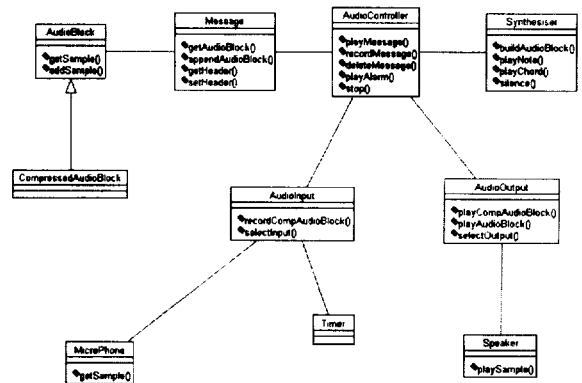 AudioBlock
getSample()
addSample()
Message
getAudioBlock()
appendAudioBlock()
getHeader()
setHeader()
AudioController
playMessage()
recordMessage()
deleteMessage()
playAlarm()
stop()
Synthesiser
buildAudioBlock()
playNote()
playChord()
silence()
CompressedAudioBlock
AudioInput
recordCompAudioBlock()
selectInput()
AudioOutput
playCompAudioBlock()
playAudioBlock()
selectOutput()
MicroPhone
getSample()
Timer
Speaker
playSample()